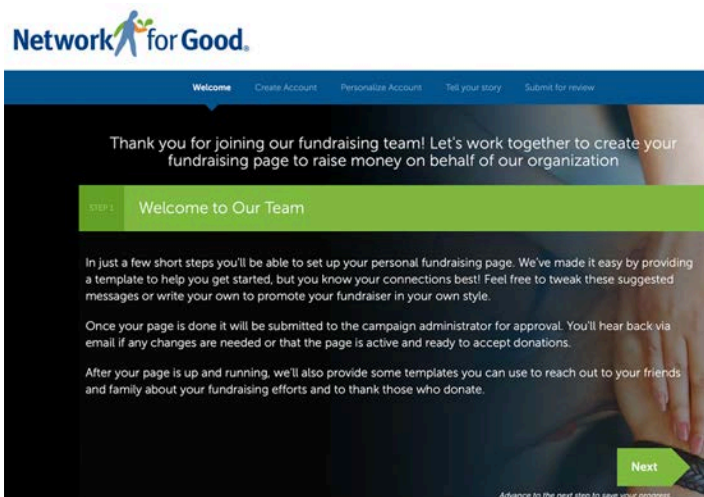 Network for Good®
Welcome Create Account Personalize Account Tell your story Submit for review
Thank you for joining our fundraising team! Let's work together to create your
fundraising page to raise money on behalf of our organization
STEP 1 Welcome to Our Team
In just a few short steps you'll be able to set up your personal fundraising page. We've made it easy by providing
a template to help you get started, but you know your connections best! Feel free to tweak these suggested
messages or write your own to promote your fundraiser in your own style.
Once your page is done it will be submitted to the campaign administrator for approval. You'll hear back via
email if any changes are needed or that the page is active and ready to accept donations.
After your page is up and running, we'll also provide some templates you can use to reach out to your friends
and family about your fundraising efforts and to thank those who donate.
Next
Advance to the next step to save your progress